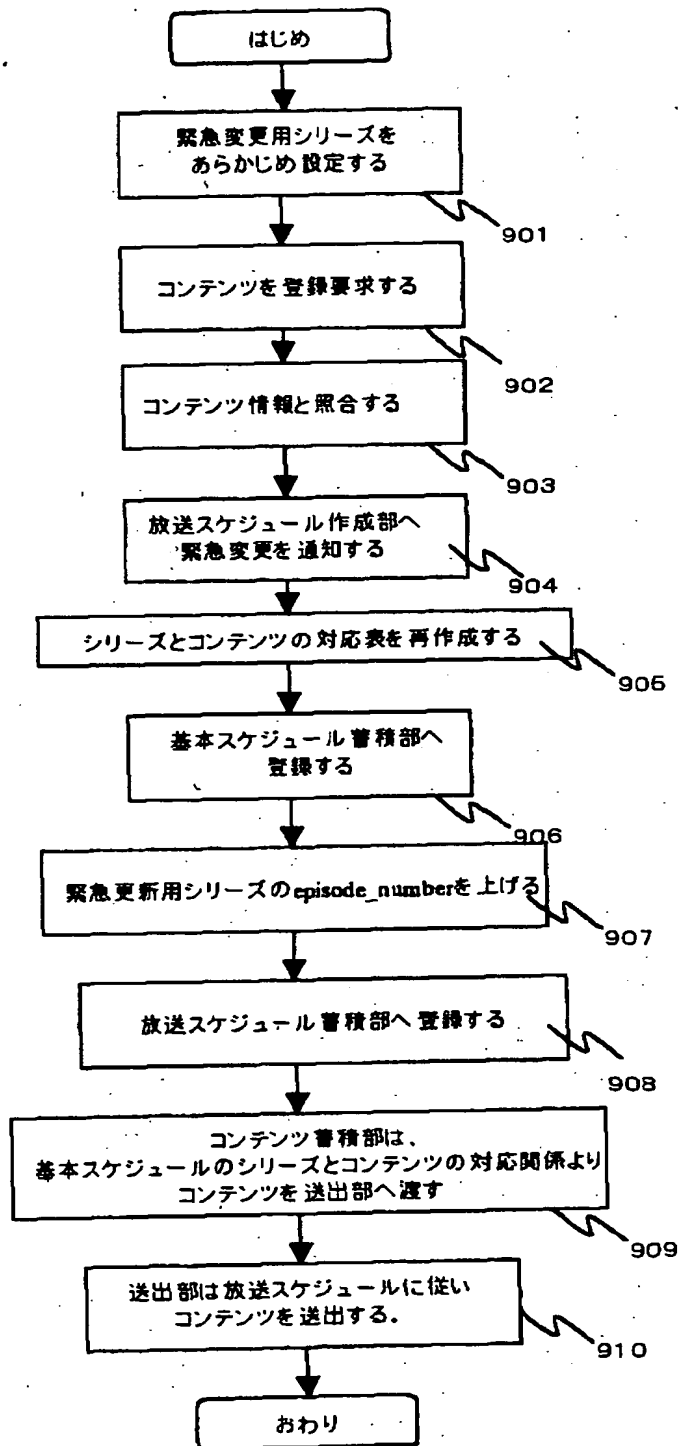 はじめ
緊急変更用シリーズを
あらかじめ設定する
901
コンテンツを登録要求する
902
コンテンツ情報と照合する
903
放送スケジュール作成部へ
緊急変更を通知する
904
シリーズとコンテンツの対応表を再作成する
905
基本スケジュール蓄積部へ
登録する
906
緊急更新用シリーズのepisode_numberを上げる
907
放送スケジュール蓄積部へ登録する
908
コンテンツ蓄積部は、
基本スケジュールのシリーズとコンテンツの対応関係より
コンテンツを送出部へ渡す
909
送出部は放送スケジュールに従い
コンテンツを送出する。
910
おわり